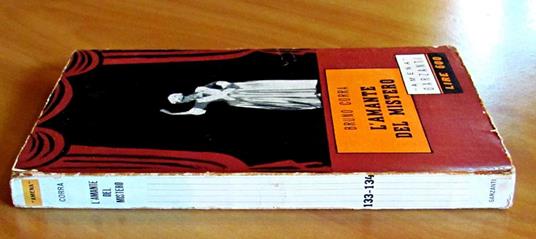 BRUNO CORRA
L'AMANTE
DEL MISTERO
"AMENA"
GARZANTI
LIRE 600
"AMENA"
CORRA
L'AMANTE
DEL
MISTERO
133-134
GARZANTI